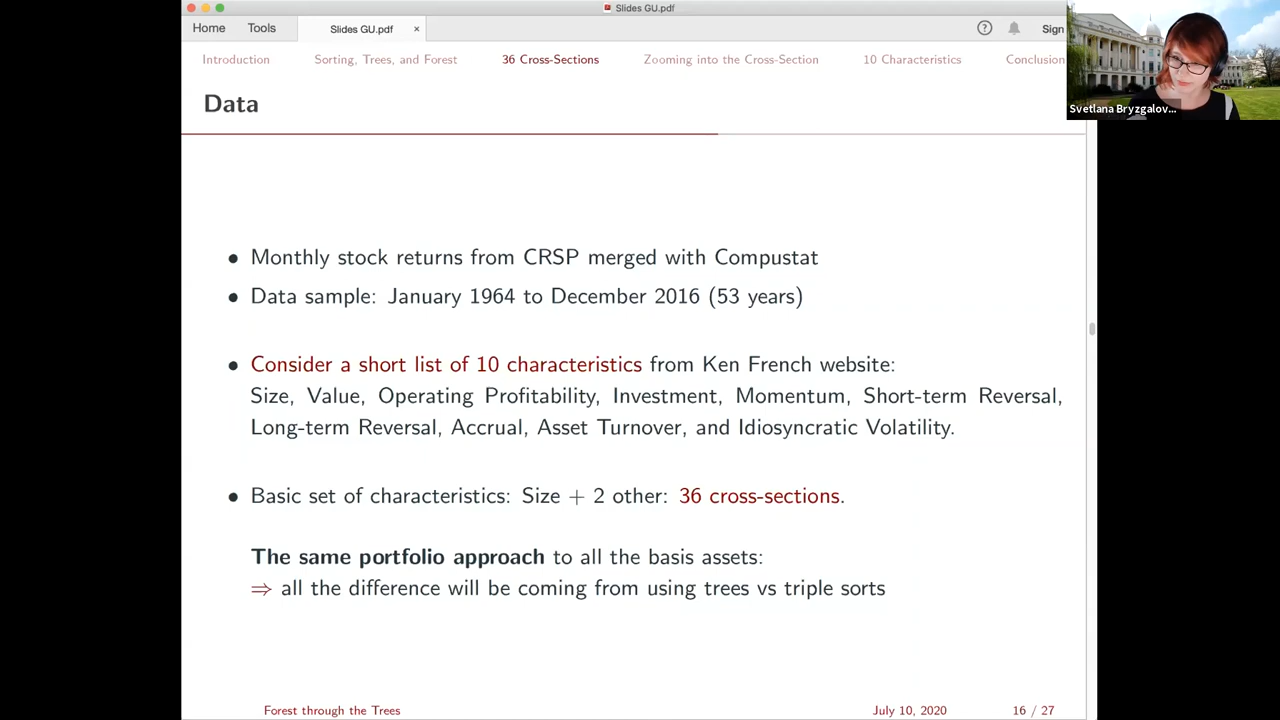 Slides GU.pdf
Home Tools Slides GU.pdf × ? Sign
Introduction Sorting, Trees, and Forest 36 Cross-Sections Zooming into the Cross-Section 10 Characteristics Conclusion
Svetlana Bryzgalov...
Data
• Monthly stock returns from CRSP merged with Compustat
• Data sample: January 1964 to December 2016 (53 years)
• Consider a short list of 10 characteristics from Ken French website:
Size, Value, Operating Profitability, Investment, Momentum, Short-term Reversal,
Long-term Reversal, Accrual, Asset Turnover, and Idiosyncratic Volatility.
• Basic set of characteristics: Size + 2 other: 36 cross-sections.
The same portfolio approach to all the basis assets:
⇒ all the difference will be coming from using trees vs triple sorts
Forest through the Trees July 10, 2020 16 / 27